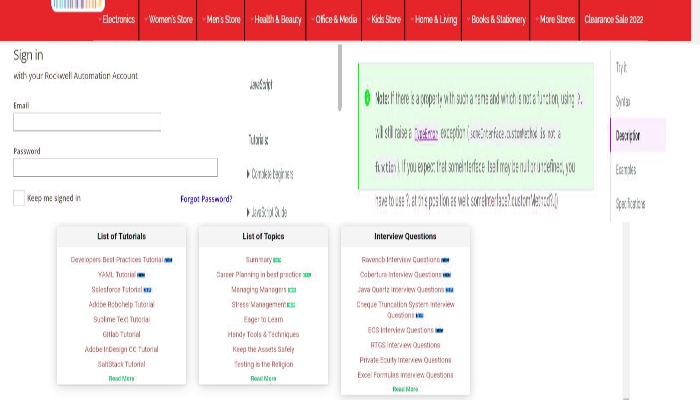 Electronics Women's Store Men's Store Health & Beauty Office & Media Kids Store Home & Living Books & Stationery More Stores Clearance Sale 2022
Sign in
with your Rockwell Automation Account
Email
Password
Keep me signed in Forgot Password?
JavaScript
Tutorials:
Complete beginners
JavaScript Guide
Note: If there is a property with such a name and which is not a function, using ?.
will still raise a TypeError exception (someInterface.customMethod is not a
function). If you expect that someInterface itself may be null or undefined, you
have to use ?. at this position as well: someInterface?.customMethod?.()
Try it
Syntax
Description
Examples
Specifications
List of Tutorials
Developers Best Practices Tutorial
YAML Tutorial
Salesforce Tutorial
Adobe Robohelp Tutorial
Sublime Text Tutorial
Gitlab Tutorial
Adobe InDesign CC Tutorial
SaltStack Tutorial
Read More
List of Topics
Summary
Career Planning in best practice
Managing Managers
Stress Management
Eager to Learn
Handy Tools & Techniques
Keep the Assets Safely
Testing is the Religion
Read More
Interview Questions
Ravencb Interview Questions
Cobertura Interview Questions
Java Quartz Interview Questions
Cheque Truncation System Interview
Questions
ECS Interview Questions
RTGS Interview Questions
Private Equity Interview Questions
Excel Formulas Interview Questions
Read More